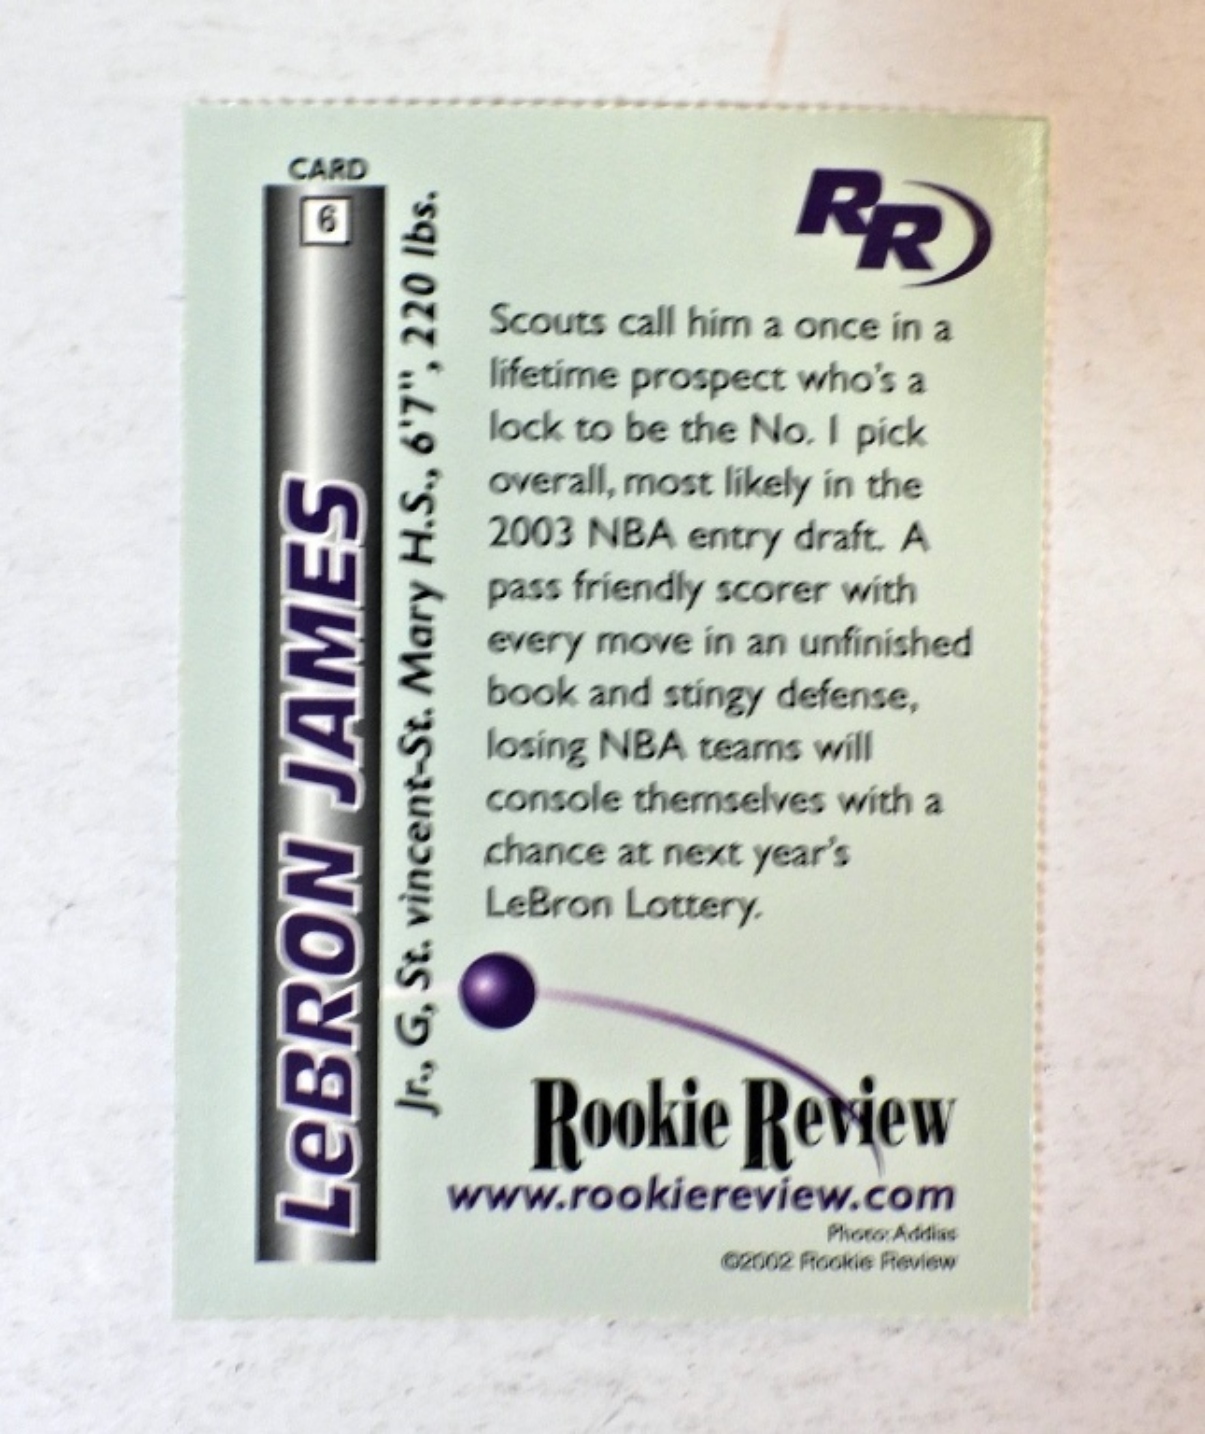 CARD
6
LeBRON JAMES
Jr., G, St. vincent-St. Mary H.S., 6'7", 220 lbs.
RR
Scouts call him a once in a
lifetime prospect who's a
lock to be the No. 1 pick
overall, most likely in the
2003 NBA entry draft. A
pass friendly scorer with
every move in an unfinished
book and stingy defense,
losing NBA teams will
console themselves with a
chance at next year's
LeBron Lottery.
Rookie Review
www.rookiereview.com
Photo: Addias
©2002 Rookie Review